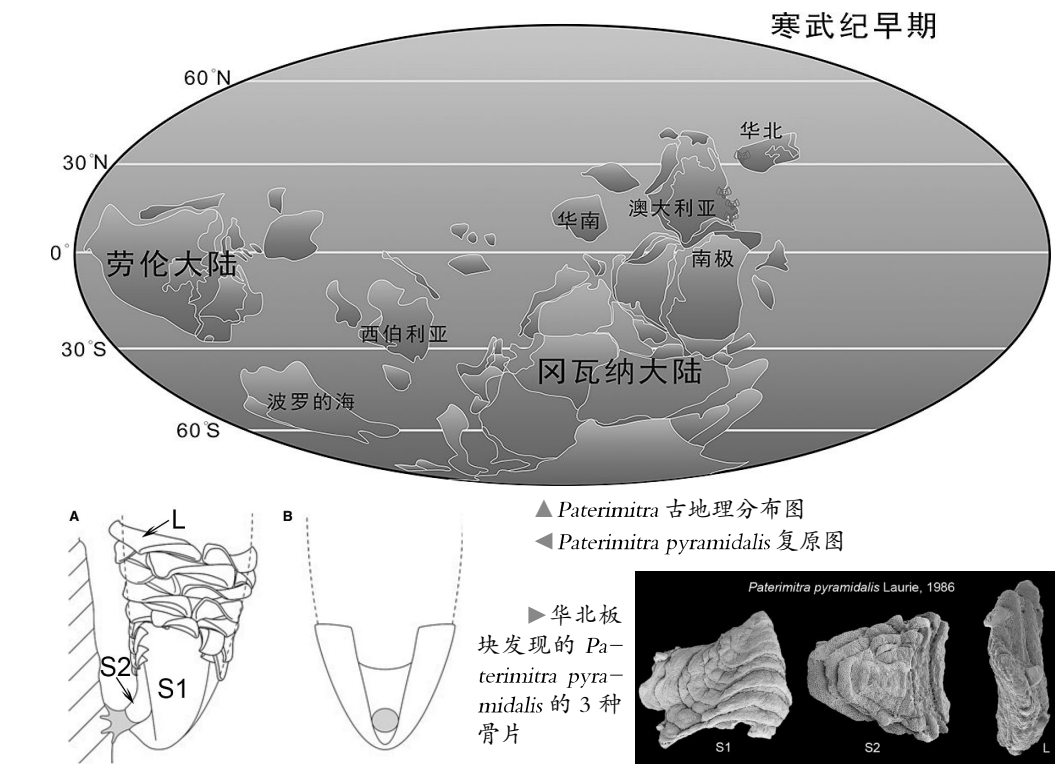 寒武纪早期
60°N
30°N
0°
30°S
60°S
华北
澳大利亚
华南
南极
劳伦大陆
西伯利亚
冈瓦纳大陆
波罗的海
▲Paterimitra 古地理分布图
◀Paterimitra pyramidalis 复原图
A
L
S2
S1
B
▶华北板
块发现的 Pa-
terimitra pyra-
midalis 的 3 种
骨片
Paterimitra pyramidalis Laurie, 1986
S1
S2
L